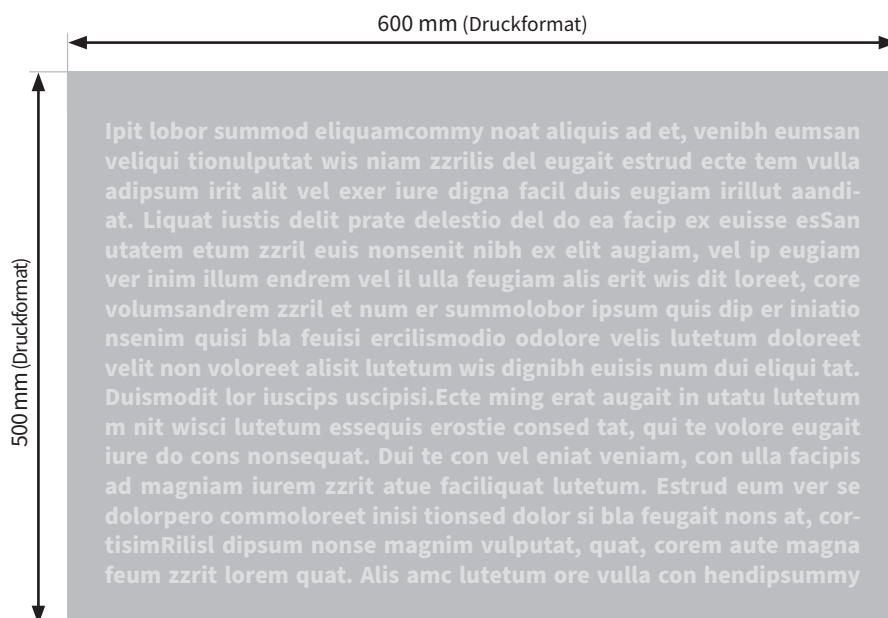 600 mm (Druckformat)
500 mm (Druckformat)
Ipit lobor summod eliquamcommy noat aliquis ad et, venibh eumsan
veliqui tionulputat wis niam zzrilis del eugait estrud ecte tem vulla
adipsum irit alit vel exer iure digna facil duis eugiam irillut aandi-
at. Liquat iustis delit prate delestio del do ea facip ex euisse esSan
utatem etum zzril euis nonsenit nibh ex elit augiam, vel ip eugiam
ver inim illum endrem vel il ulla feugiam alis erit wis dit loreet, core
volumsandrem zzril et num er summolobor ipsum quis dip er iniatio
nsenim quisi bla feuisi ercilismodio odolore velis lutetum doloreet
velit non voloreet alisit lutetum wis dignibh euisis num dui eliqui tat.
Duismodit lor iuscips uscipisi.Ecte ming erat augait in utatu lutetum
m nit wisci lutetum essequis erostie consed tat, qui te volore eugait
iure do cons nonsequat. Dui te con vel eniat veniam, con ulla facipis
ad magniam iurem zzrit atue faciliquat lutetum. Estrud eum ver se
dolorpero commoloreet inisi tionsed dolor si bla feugait nons at, cor-
tisimRilisl dipsum nonse magnim vulputat, quat, corem aute magna
feum zzrit lorem quat. Alis amc lutetum ore vulla con hendipsummy